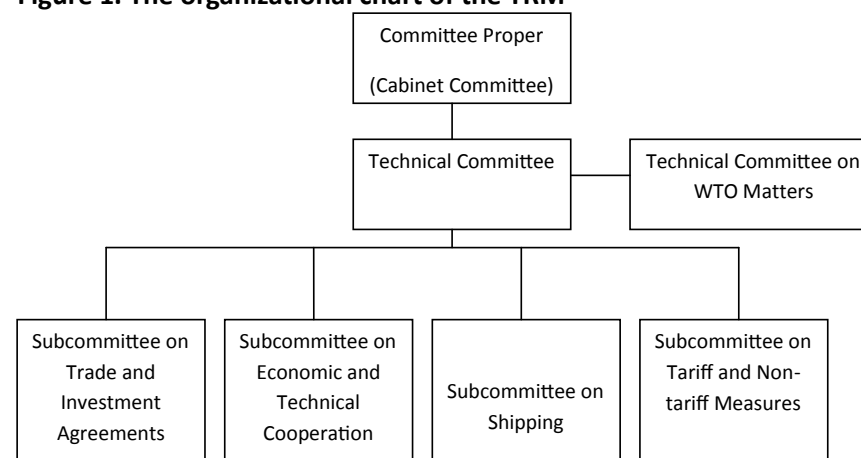 Figure 1. The organizational chart of the TRM
Committee Proper
(Cabinet Committee)
Technical Committee
Technical Committee on
WTO Matters
Subcommittee on
Trade and
Investment
Agreements
Subcommittee on
Economic and
Technical
Cooperation
Subcommittee on
Shipping
Subcommittee on
Tariff and Non-
tariff Measures